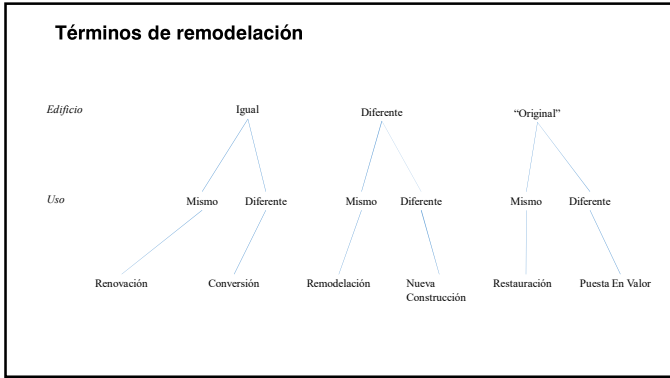 Términos de remodelación
Edificio
Igual
Diferente
“Original”
Uso
Mismo
Diferente
Mismo
Diferente
Mismo
Diferente
Renovación
Conversión
Remodelación
Nueva
Construcción
Restauración
Puesta En Valor